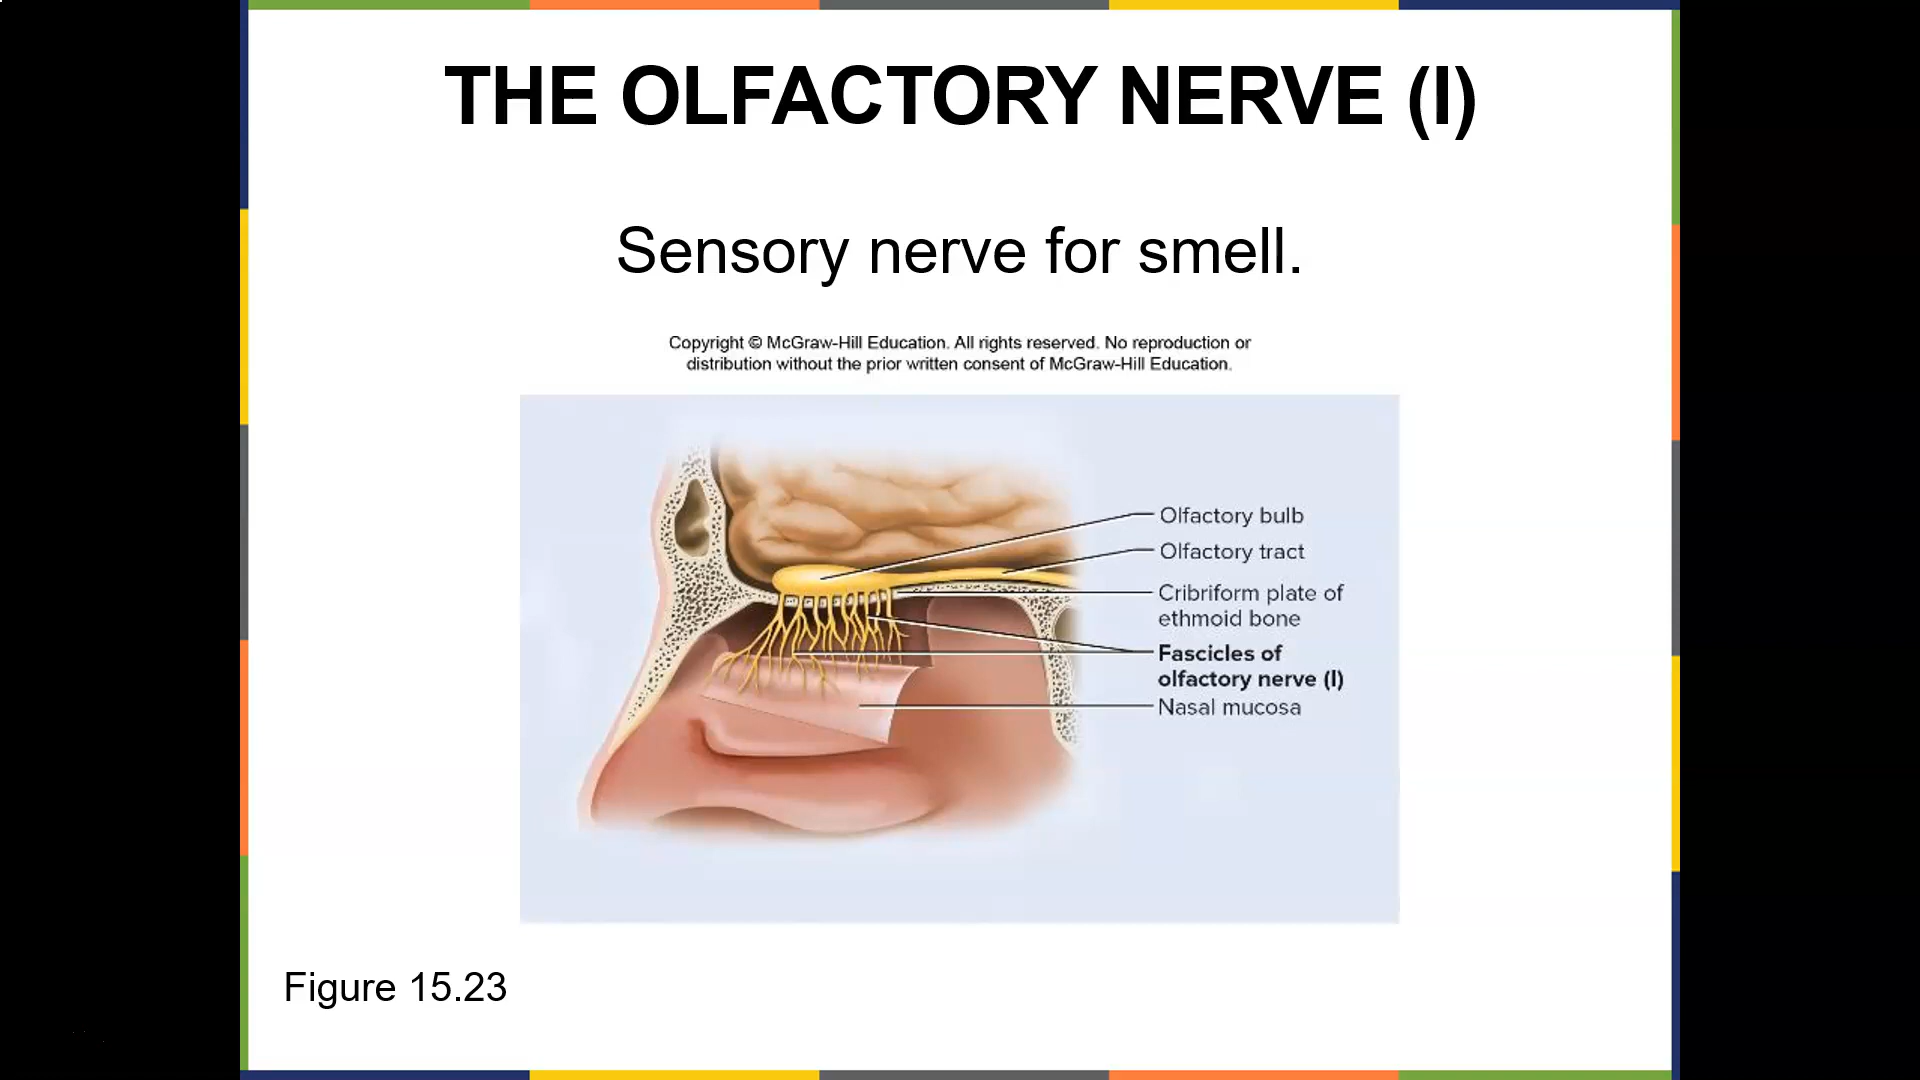 THE OLFACTORY NERVE (I)
Sensory nerve for smell.
Copyright © McGraw-Hill Education. All rights reserved. No reproduction or
distribution without the prior written consent of McGraw-Hill Education.
Olfactory bulb
Olfactory tract
Cribriform plate of
ethmoid bone
Fascicles of
olfactory nerve (I)
Nasal mucosa
Figure 15.23